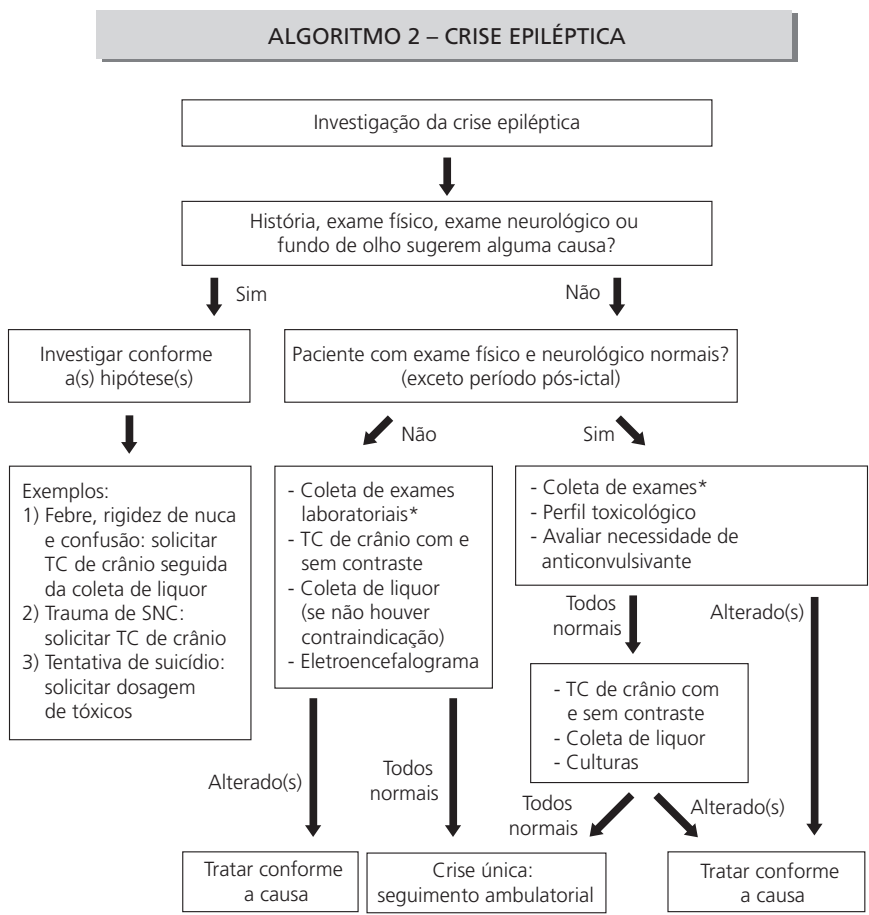 ALGORITMO 2 – CRISE EPILÉPTICA
Investigação da crise epiléptica
História, exame físico, exame neurológico ou
fundo de olho sugerem alguma causa?
Sim
Não
Investigar conforme
a(s) hipótese(s)
Paciente com exame físico e neurológico normais?
(exceto período pós-ictal)
Não
Sim
Exemplos:
1) Febre, rigidez de nuca
e confusão: solicitar
TC de crânio seguida
da coleta de liquor
2) Trauma de SNC:
solicitar TC de crânio
3) Tentativa de suicídio:
solicitar dosagem
de tóxicos
- Coleta de exames
laboratoriais*
- TC de crânio com e
sem contraste
- Coleta de liquor
(se não houver
contraindicação)
- Eletroencefalograma
- Coleta de exames*
- Perfil toxicológico
- Avaliar necessidade de
anticonvulsivante
Todos
normais
Alterado(s)
- TC de crânio com
e sem contraste
- Coleta de liquor
- Culturas
Alterado(s)
Todos
normais
Todos
normais
Alterado(s)
Tratar conforme
a causa
Crise única:
seguimento ambulatorial
Tratar conforme
a causa